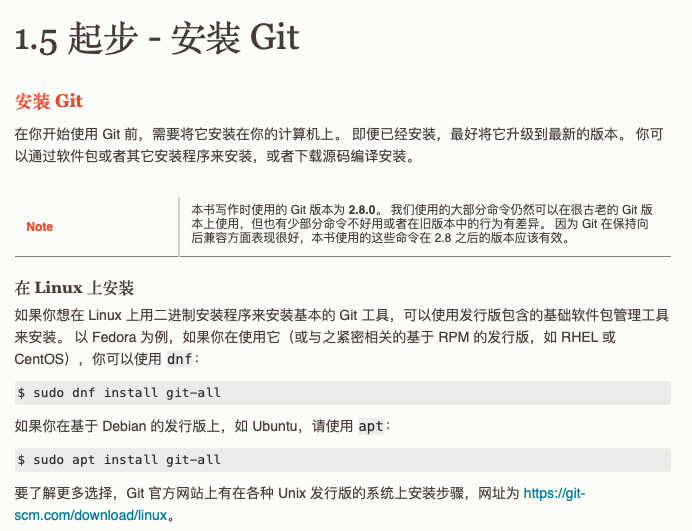 1.5 起步 - 安装 Git
安装 Git
在你开始使用 Git 前，需要将它安装在你的计算机上。 即便已经安装，最好将它升级到最新的版本。 你可
以通过软件包或者其它安装程序来安装，或者下载源码编译安装。
Note
本书写作时使用的 Git 版本为 2.8.0。 我们使用的大部分命令仍然可以在很古老的 Git 版
本上使用，但也有少部分命令不好用或者在旧版本中的行为有差异。 因为 Git 在保持向
后兼容方面表现很好，本书使用的这些命令在 2.8 之后的版本应该有效。
在 Linux 上安装
如果你想在 Linux 上用二进制安装程序来安装基本的 Git 工具，可以使用发行版包含的基础软件包管理工具
来安装。 以 Fedora 为例，如果你在使用它（或与之紧密相关的基于 RPM 的发行版，如 RHEL 或
CentOS），你可以使用 dnf：
$ sudo dnf install git-all
如果你在基于 Debian 的发行版上，如 Ubuntu，请使用 apt：
$ sudo apt install git-all
要了解更多选择，Git 官方网站上有在各种 Unix 发行版的系统上安装步骤，网址为 https://git-
scm.com/download/linux。